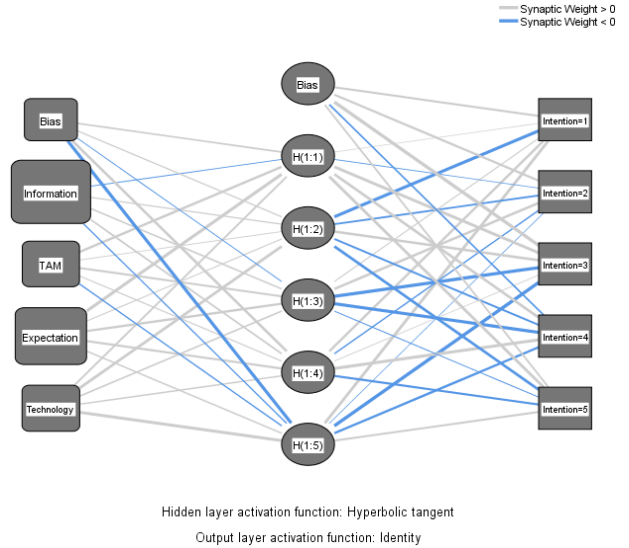 Synaptic Weight > 0
Synaptic Weight < 0
Bias
Bias
Intention=1
H(1:1)
Information
Intention=2
H(1:2)
TAM
Intention=3
H(1:3)
Expectation
Intention=4
H(1:4)
Technology
Intention=5
H(1:5)
Hidden layer activation function: Hyperbolic tangent
Output layer activation function: Identity